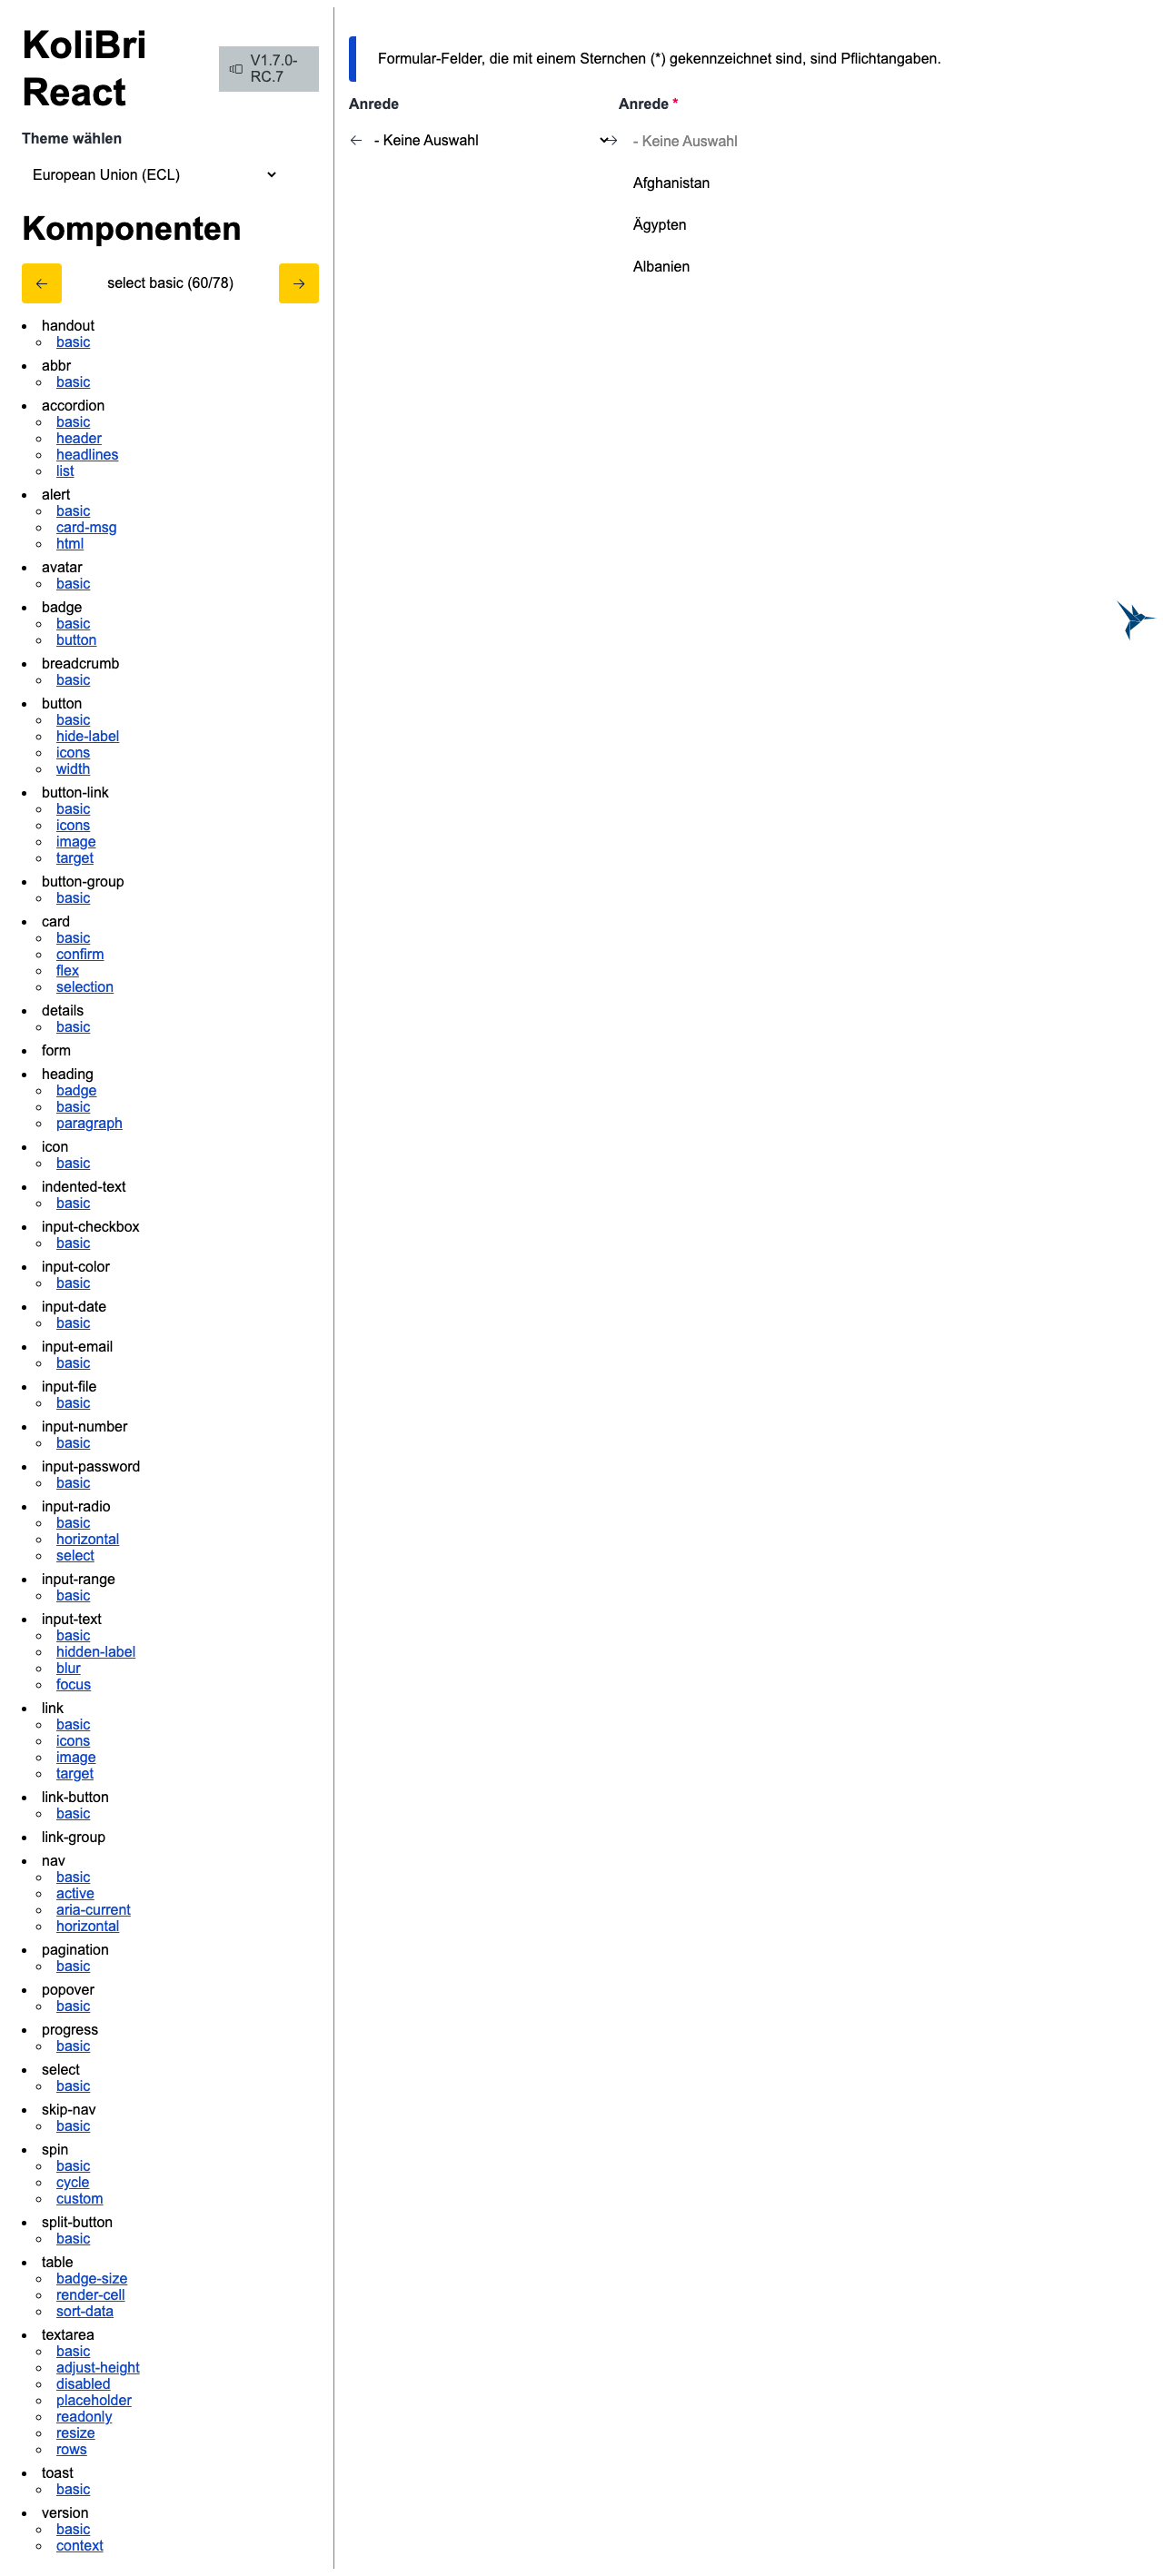 KoliBri
React
V1.7.0-
RC.7
Theme wählen
European Union (ECL)
Komponenten
select basic (60/78)
handout
basic
abbr
basic
accordion
basic
header
headlines
list
alert
basic
card-msg
html
avatar
basic
badge
basic
button
breadcrumb
basic
button
basic
hide-label
icons
width
button-link
basic
icons
image
target
button-group
basic
card
basic
confirm
flex
selection
details
basic
form
heading
badge
basic
paragraph
icon
basic
indented-text
basic
input-checkbox
basic
input-color
basic
input-date
basic
input-email
basic
input-file
basic
input-number
basic
input-password
basic
input-radio
basic
horizontal
select
input-range
basic
input-text
basic
hidden-label
blur
focus
link
basic
icons
image
target
link-button
basic
link-group
nav
basic
active
aria-current
horizontal
pagination
basic
popover
basic
progress
basic
select
basic
skip-nav
basic
spin
basic
cycle
custom
split-button
basic
table
badge-size
render-cell
sort-data
textarea
basic
adjust-height
disabled
placeholder
readonly
resize
rows
toast
basic
version
basic
context
Formular-Felder, die mit einem Sternchen (*) gekennzeichnet sind, sind Pflichtangaben.
Anrede
- Keine Auswahl
Anrede *
- Keine Auswahl
Afghanistan
Ägypten
Albanien